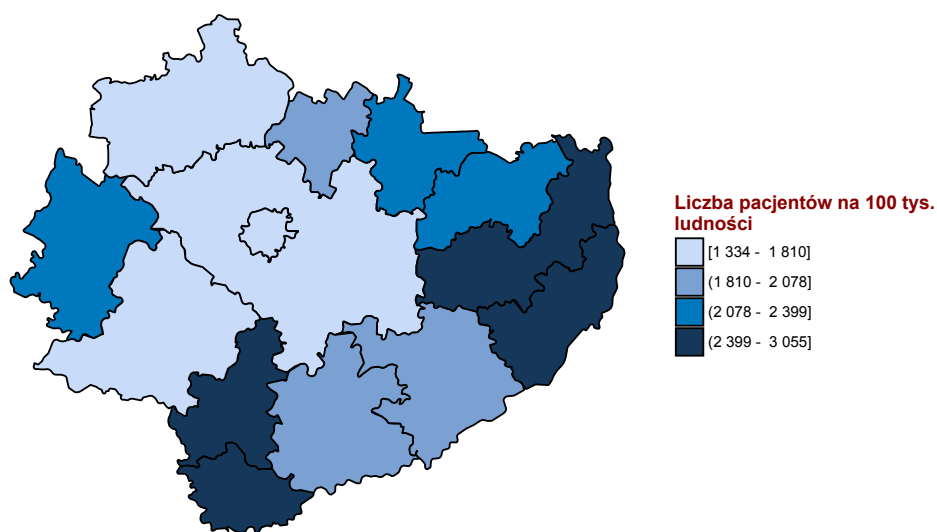 Liczba pacjentów na 100 tys.
ludności
[1 334 - 1 810]
(1 810 - 2 078]
(2 078 - 2 399]
(2 399 - 3 055]